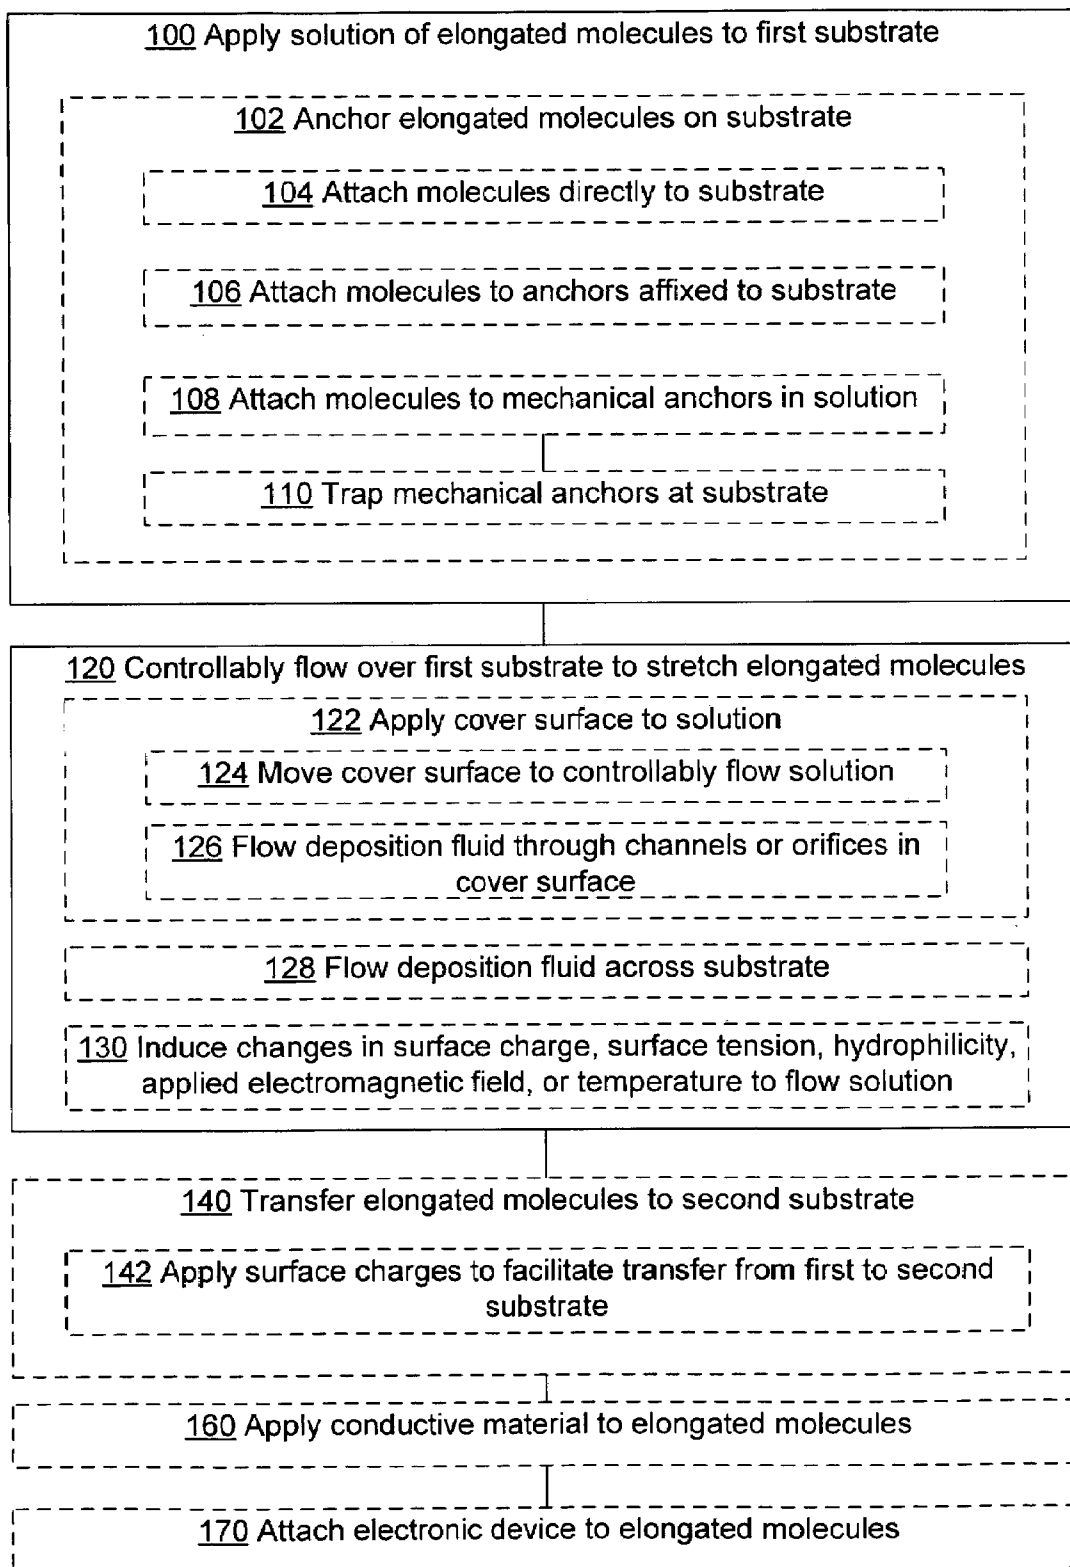 100 Apply solution of elongated molecules to first substrate
102 Anchor elongated molecules on substrate
104 Attach molecules directly to substrate
106 Attach molecules to anchors affixed to substrate
108 Attach molecules to mechanical anchors in solution
110 Trap mechanical anchors at substrate
120 Controllably flow over first substrate to stretch elongated molecules
122 Apply cover surface to solution
124 Move cover surface to controllably flow solution
126 Flow deposition fluid through channels or orifices in
cover surface
128 Flow deposition fluid across substrate
130 Induce changes in surface charge, surface tension, hydrophilicity,
applied electromagnetic field, or temperature to flow solution
140 Transfer elongated molecules to second substrate
142 Apply surface charges to facilitate transfer from first to second
substrate
160 Apply conductive material to elongated molecules
170 Attach electronic device to elongated molecules